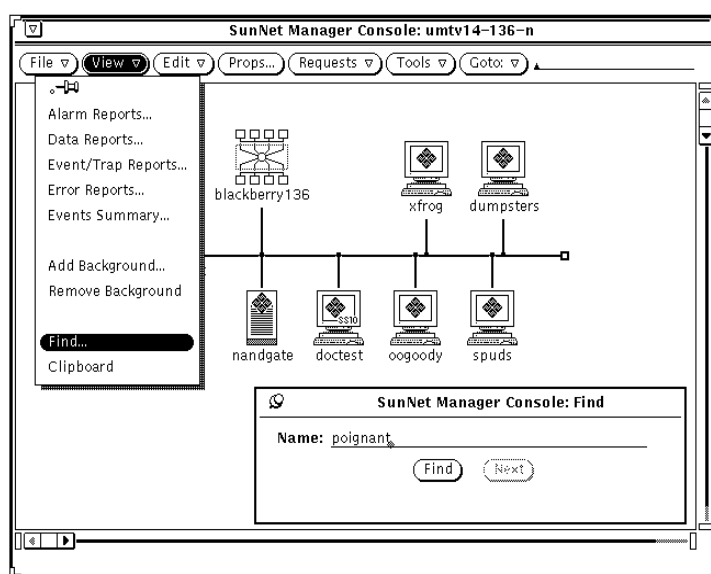 SunNet Manager Console: umtv14-136-n
File View Edit Props... Requests Tools Goto:
Alarm Reports...
Data Reports...
Event/Trap Reports...
Error Reports...
Events Summary...
Add Background...
Remove Background
Find...
Clipboard
blackberry136
xfrog dumpsters
SS10
nandgate doctest oogoody spuds
SunNet Manager Console: Find
Name: poignant
Find Next